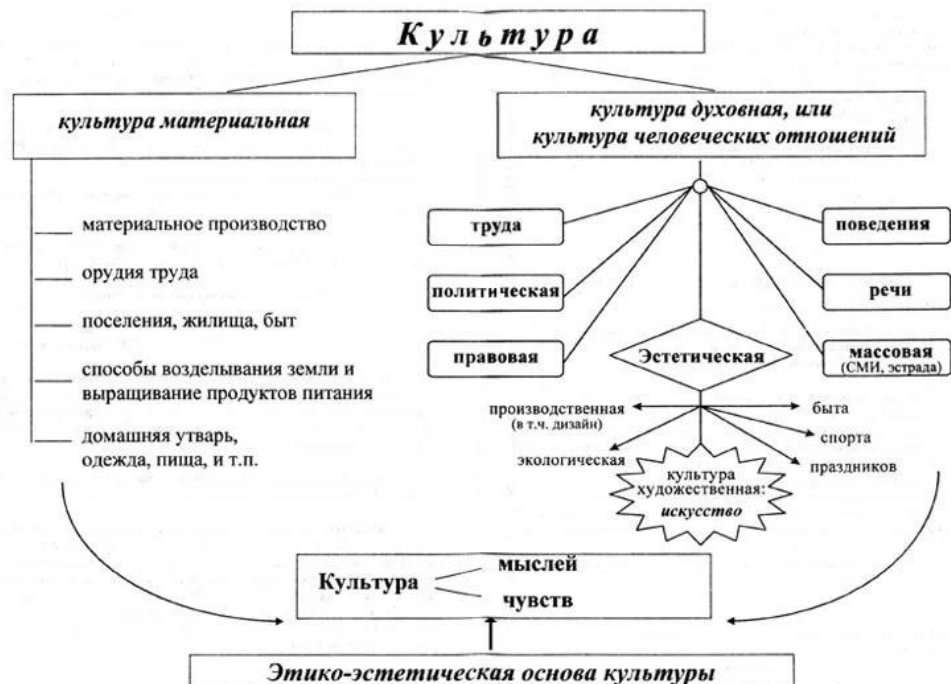 Культура
культура материальная
материальное производство
орудия труда
поселения, жилища, быт
способы возделывания земли и
выращивание продуктов питания
домашняя утварь,
одежда, пища, и т.п.
культура духовная, или
культура человеческих отношений
труда
политическая
правовая
поведения
речи
массовая
(СМИ, эстрада)
Эстетическая
производственная
(в т.ч. дизайн)
экологическая
быта
спорта
праздников
культура
художественная:
искусство
Культура
мыслей
чувств
Этико-эстетическая основа культуры